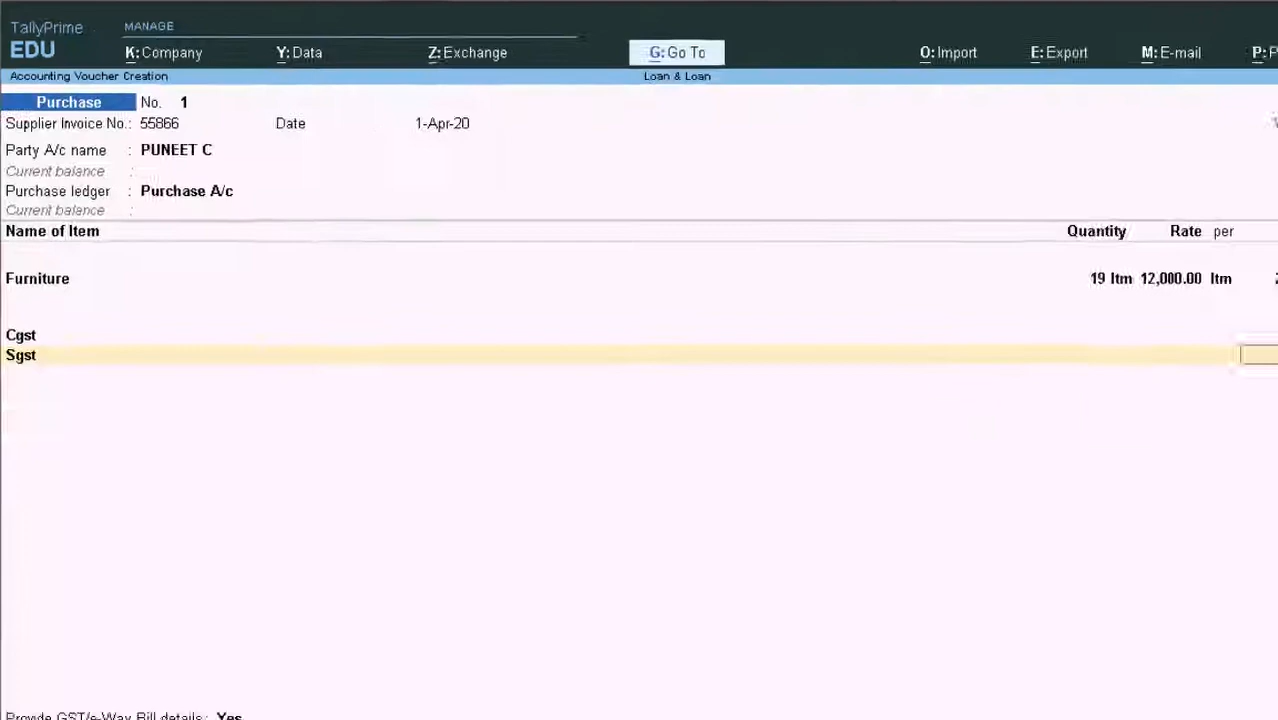 TallyPrime MANAGE
EDU K:Company Y:Data Z:Exchange G:Go To O:Import E:Export M:E-mail P:P
Accounting Voucher Creation Loan & Loan
Purchase No. 1
Supplier Invoice No.: 55866 Date 1-Apr-20
Party A/c name : PUNEET C
Current balance :
Purchase ledger : Purchase A/c
Current balance :
Name of Item Quantity Rate per
Furniture 19 Itm 12,000.00 Itm
Cgst
Sgst
Provide GST/e-Way Bill details: Yes